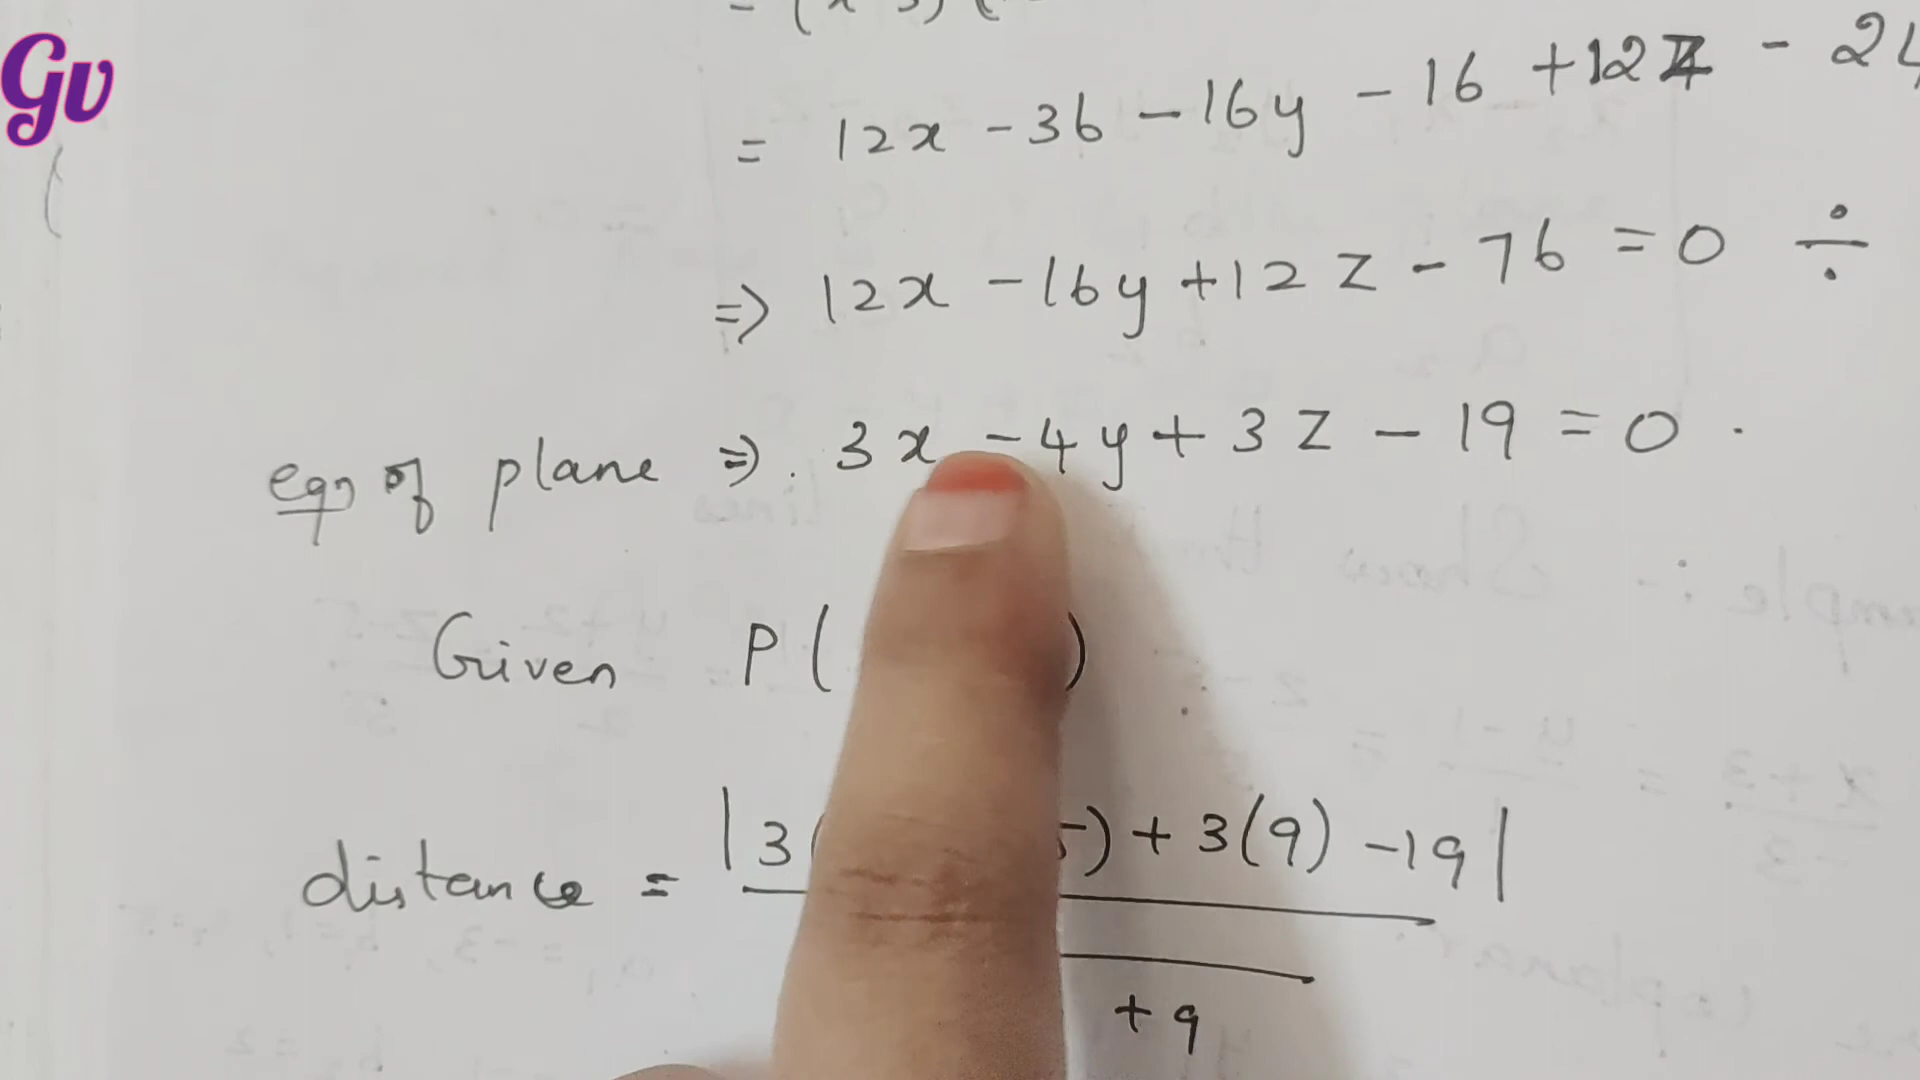 Gv
= 12x - 36 - 16y - 16 + 12z - 24
=> 12x - 16y + 12z - 76 = 0 ÷
eqn of plane => . 3x - 4y + 3z - 19 = 0 .
Given P( )
distance = |3( ) + 3(9) - 19|
+ 9